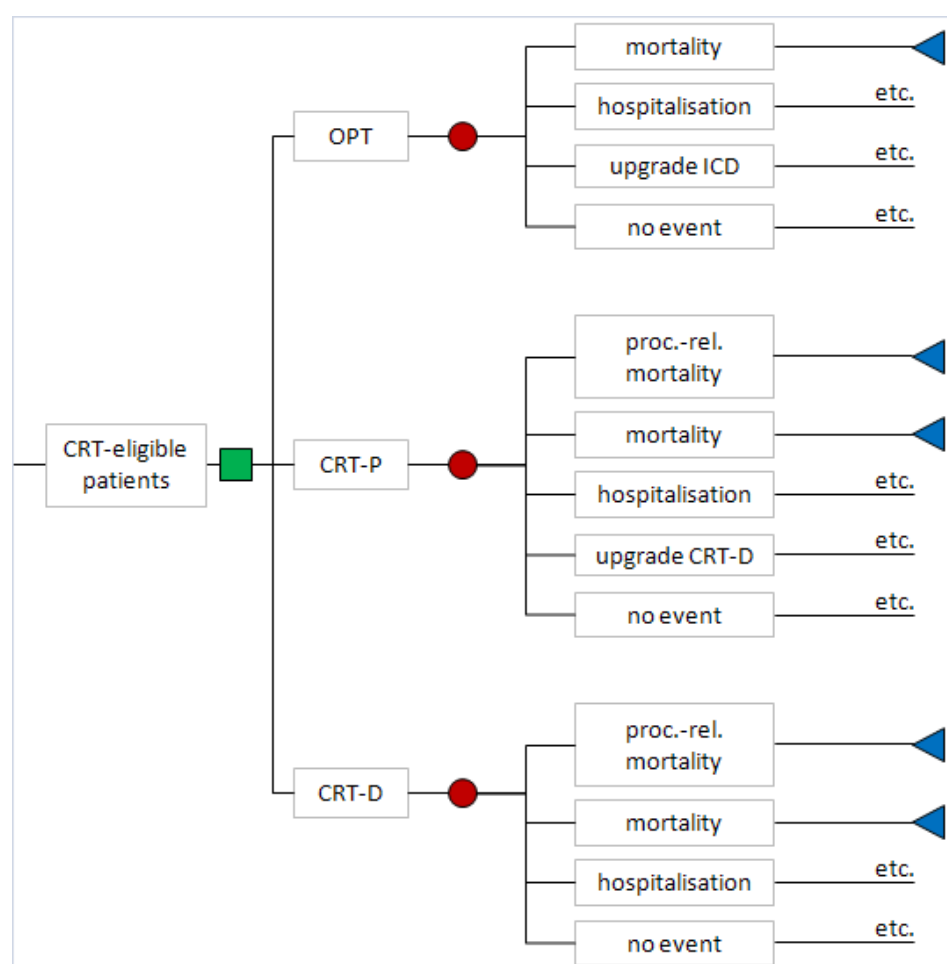 mortality
hospitalisation
etc.
OPT
upgrade ICD
etc.
no event
etc.
proc.-rel.
mortality
CRT-eligible
patients
CRT-P
mortality
hospitalisation
etc.
upgrade CRT-D
etc.
no event
etc.
proc.-rel.
mortality
CRT-D
mortality
hospitalisation
etc.
no event
etc.